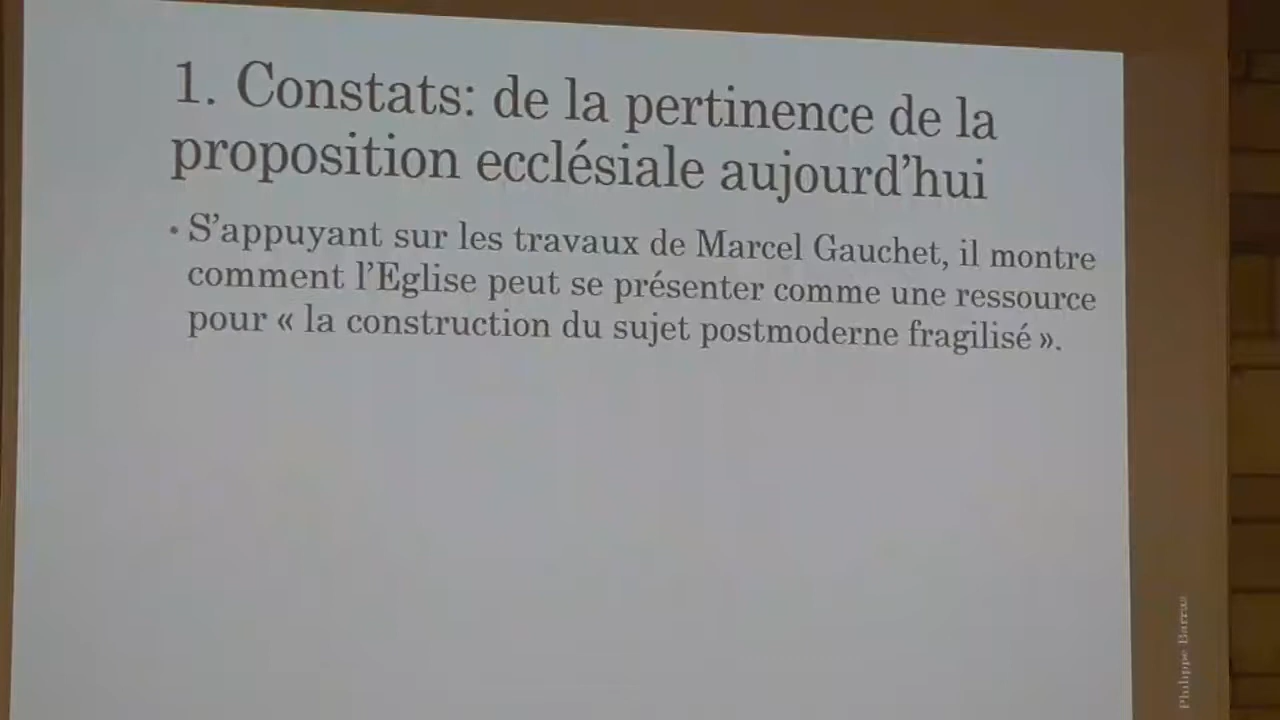 1. Constats: de la pertinence de la
proposition ecclésiale aujourd'hui
• S'appuyant sur les travaux de Marcel Gauchet, il montre
comment l'Eglise peut se présenter comme une ressource
pour « la construction du sujet postmoderne fragilisé ».
Philippe